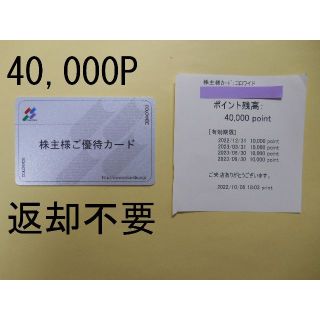 40,000P
株主様ご優待カード
返却不要
株主様カード:コロワイド
ポイント残高:
40,000 point
[有効期限]
2022/12/31 10,000 point
2023/03/31 10,000 point
2023/06/30 10,000 point
2023/09/30 10,000 point
ご来店ありがとうございます。
2022/10/06 18:03 print